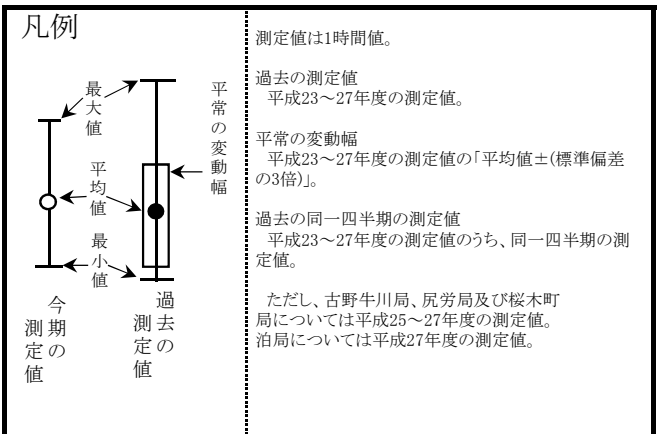 凡例
最大値
平均値
最小値
平常の変動幅
今期の
測定値
過去の
測定値
測定値は1時間値。
過去の測定値
平成23～27年度の測定値。
平常の変動幅
平成23～27年度の測定値の「平均値±(標準偏差
の3倍)」。
過去の同一四半期の測定値
平成23～27年度の測定値のうち、同一四半期の測
定値。
ただし、古野牛川局、尻労局及び桜木町
局については平成25～27年度の測定値。
泊局については平成27年度の測定値。